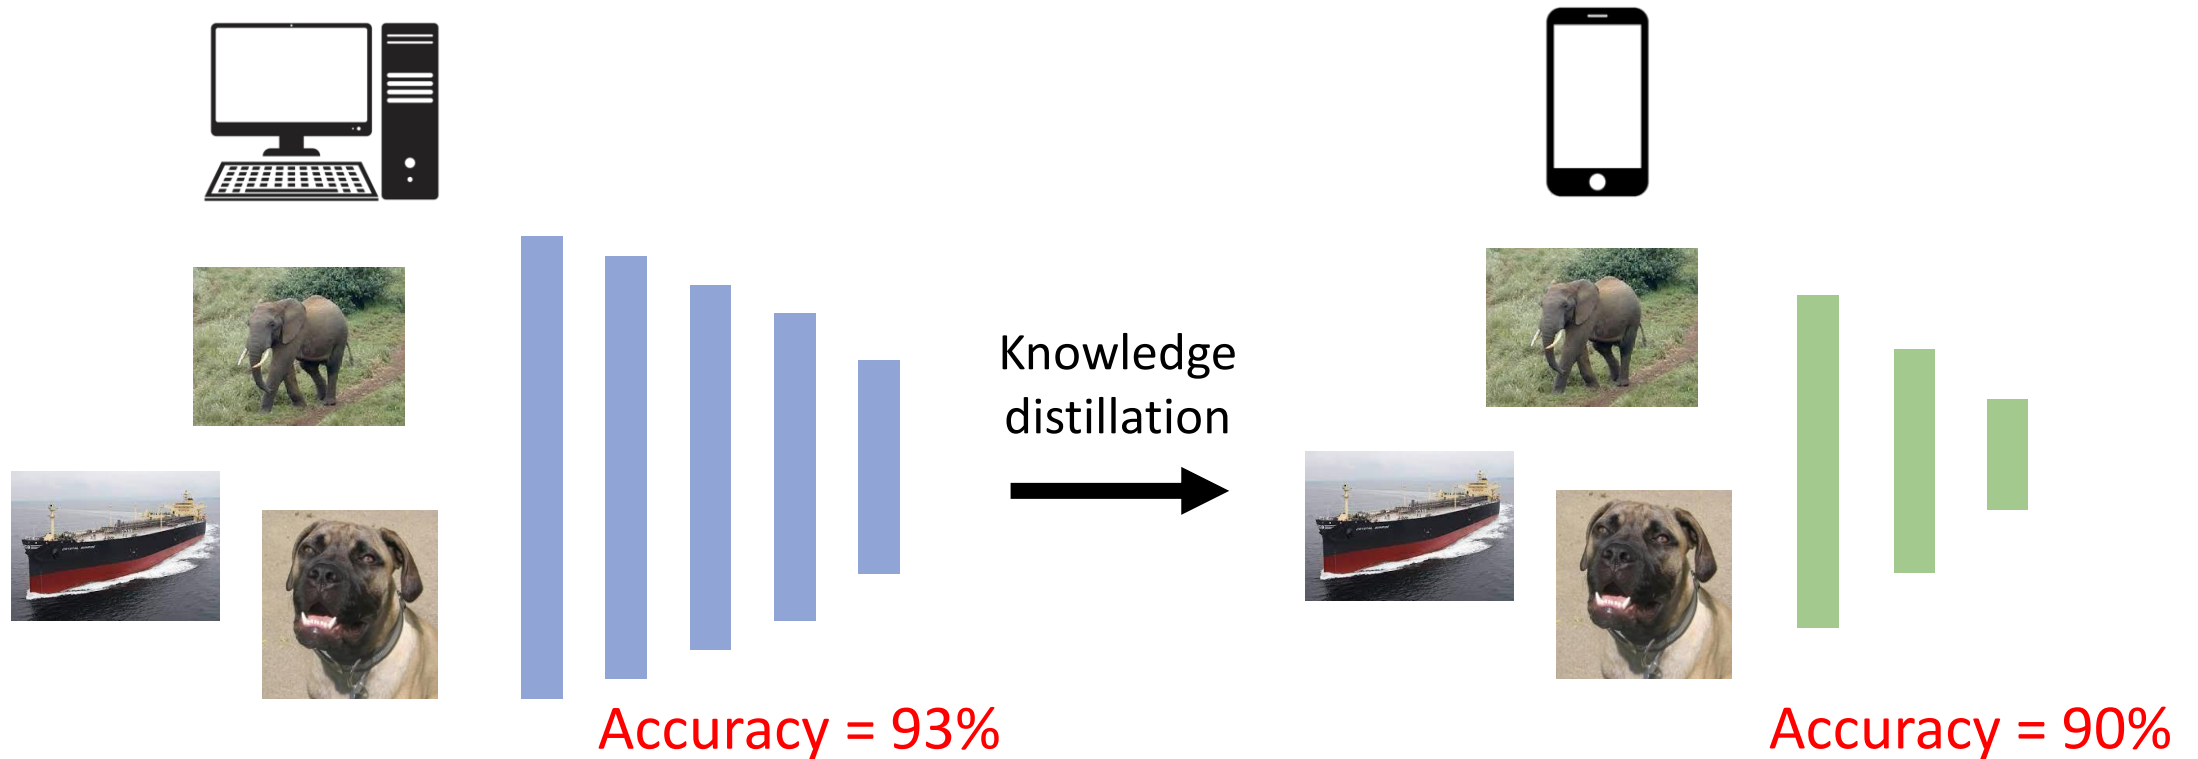 Knowledge
distillation
Accuracy = 93%
Accuracy = 90%